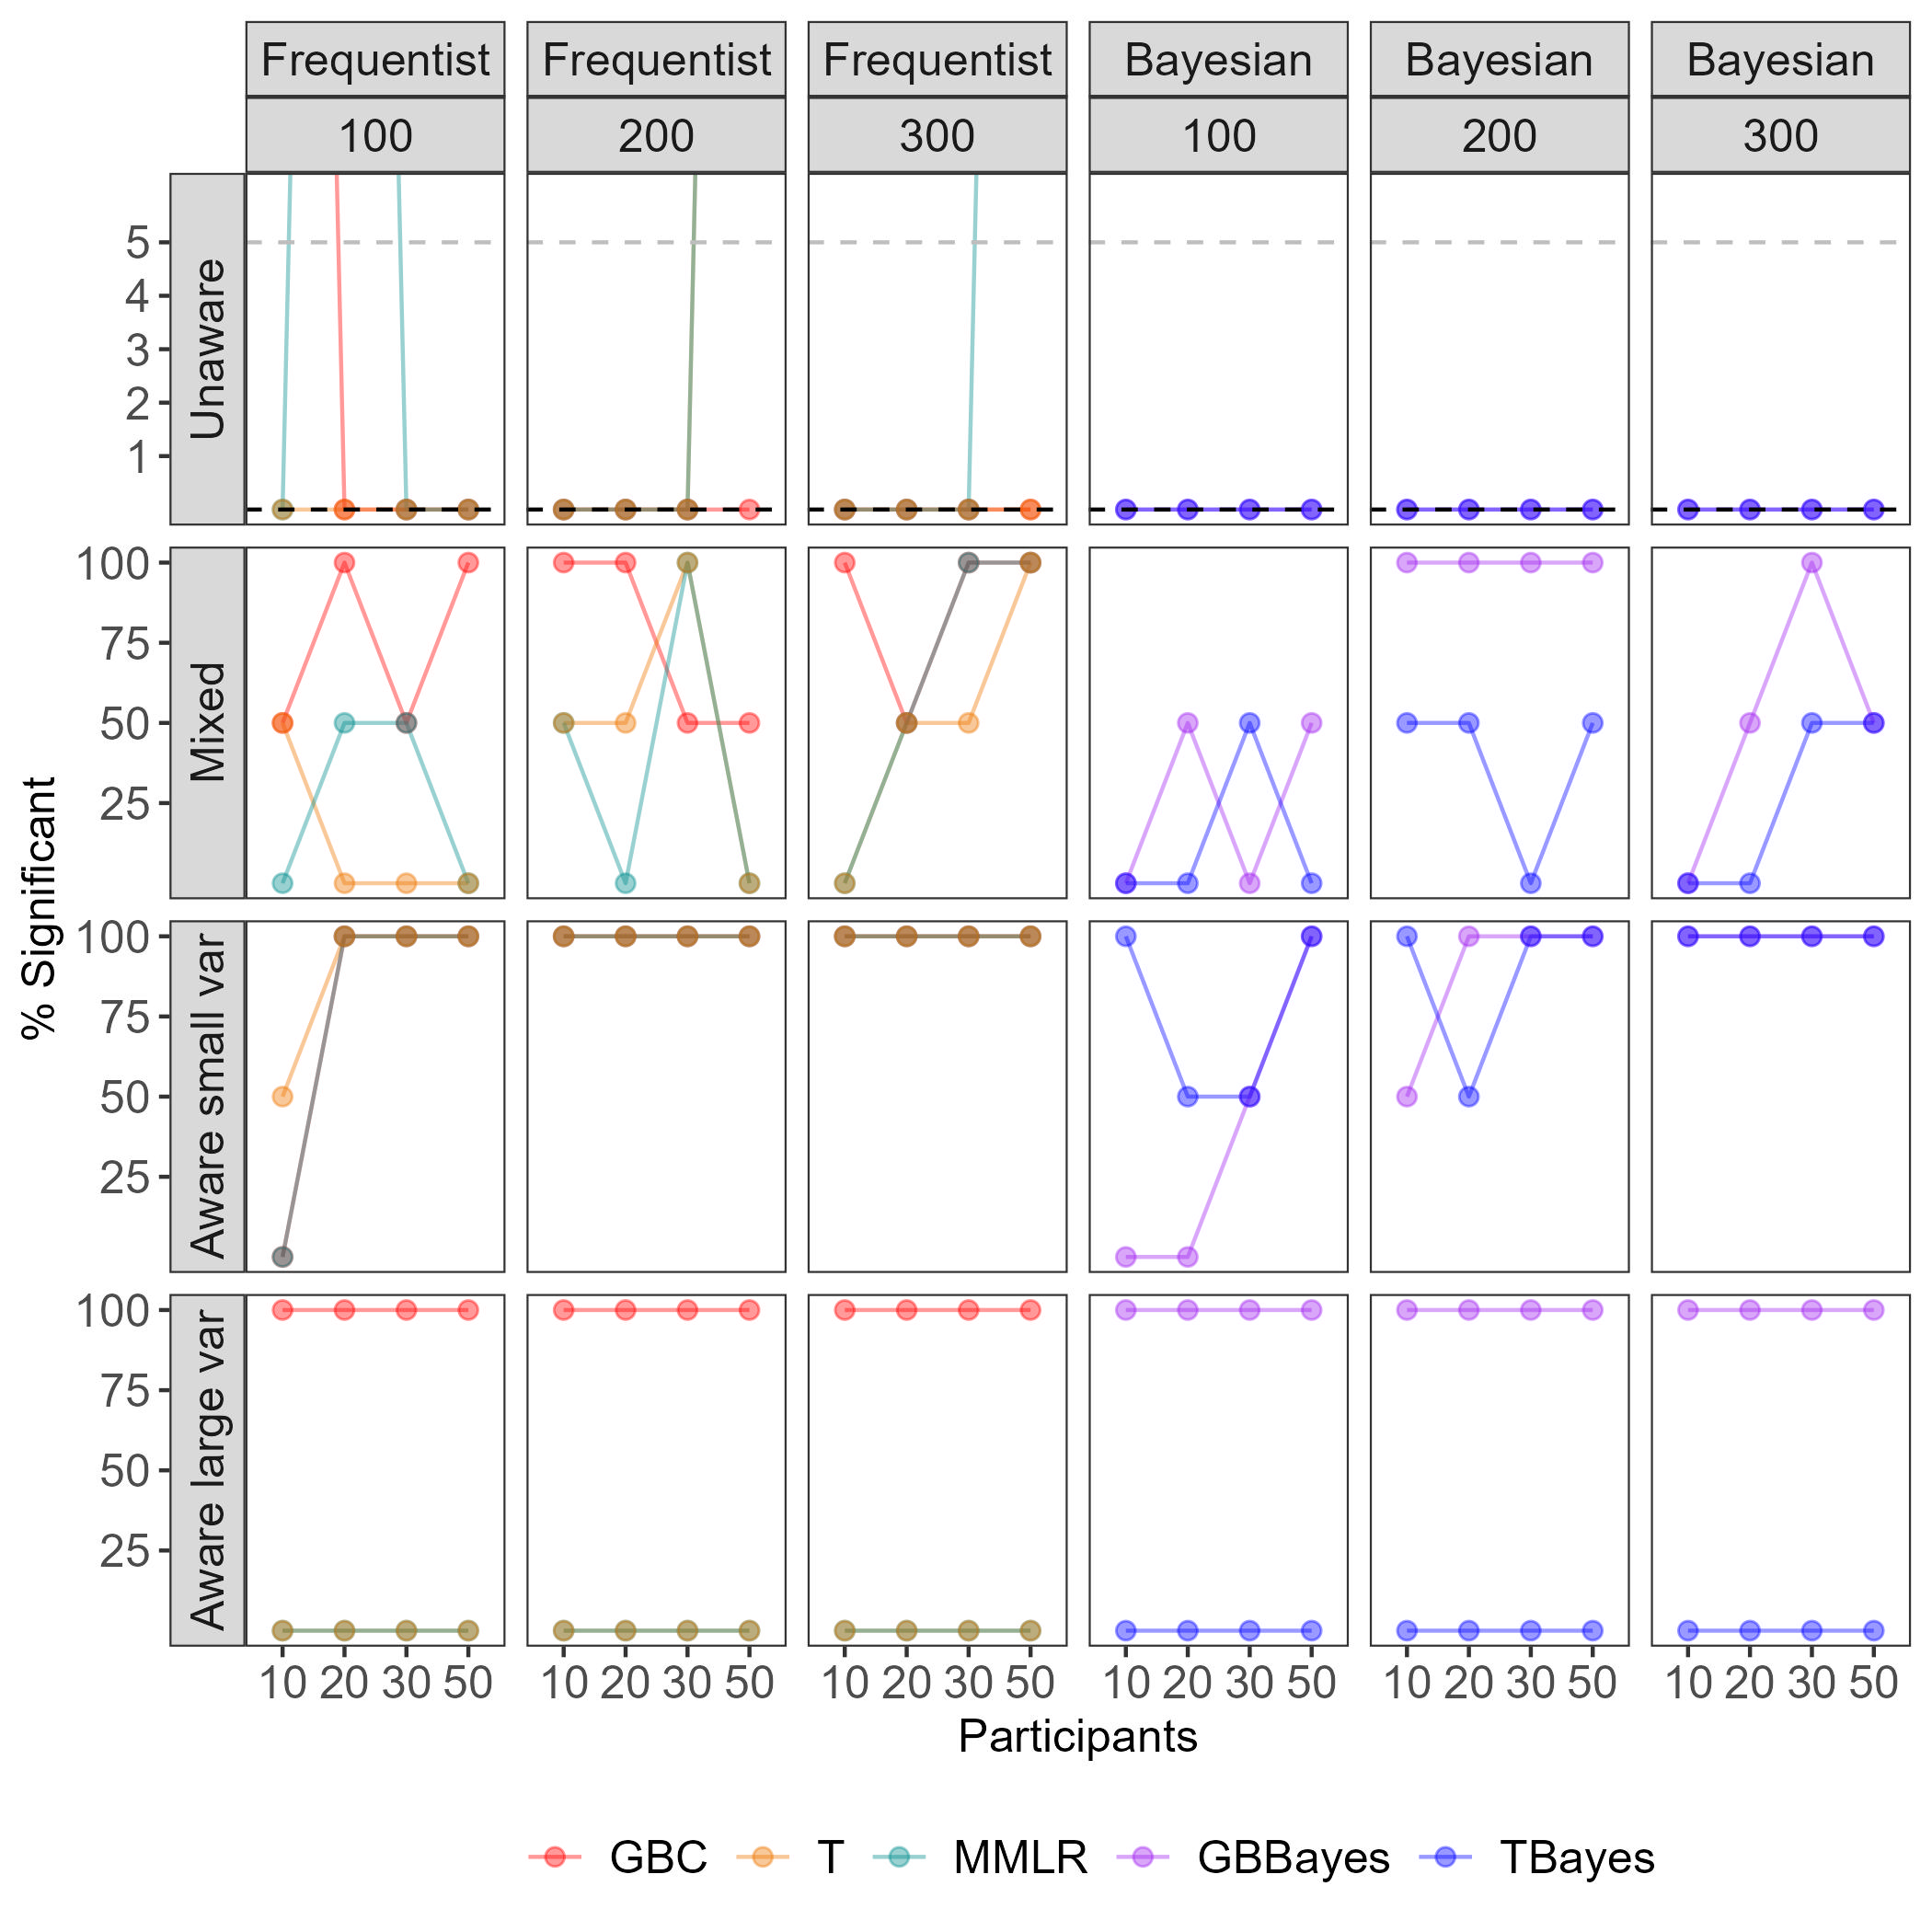 Frequentist Frequentist Frequentist Bayesian Bayesian Bayesian
100 200 300 100 200 300
% Significant
Unaware
5
4
3
2
1
Mixed
100
75
50
25
Aware small var
100
75
50
25
Aware large var
100
75
50
25
10 20 30 50 10 20 30 50 10 20 30 50 10 20 30 50 10 20 30 50 10 20 30 50
Participants
GBC T MMLR GBBayes TBayes